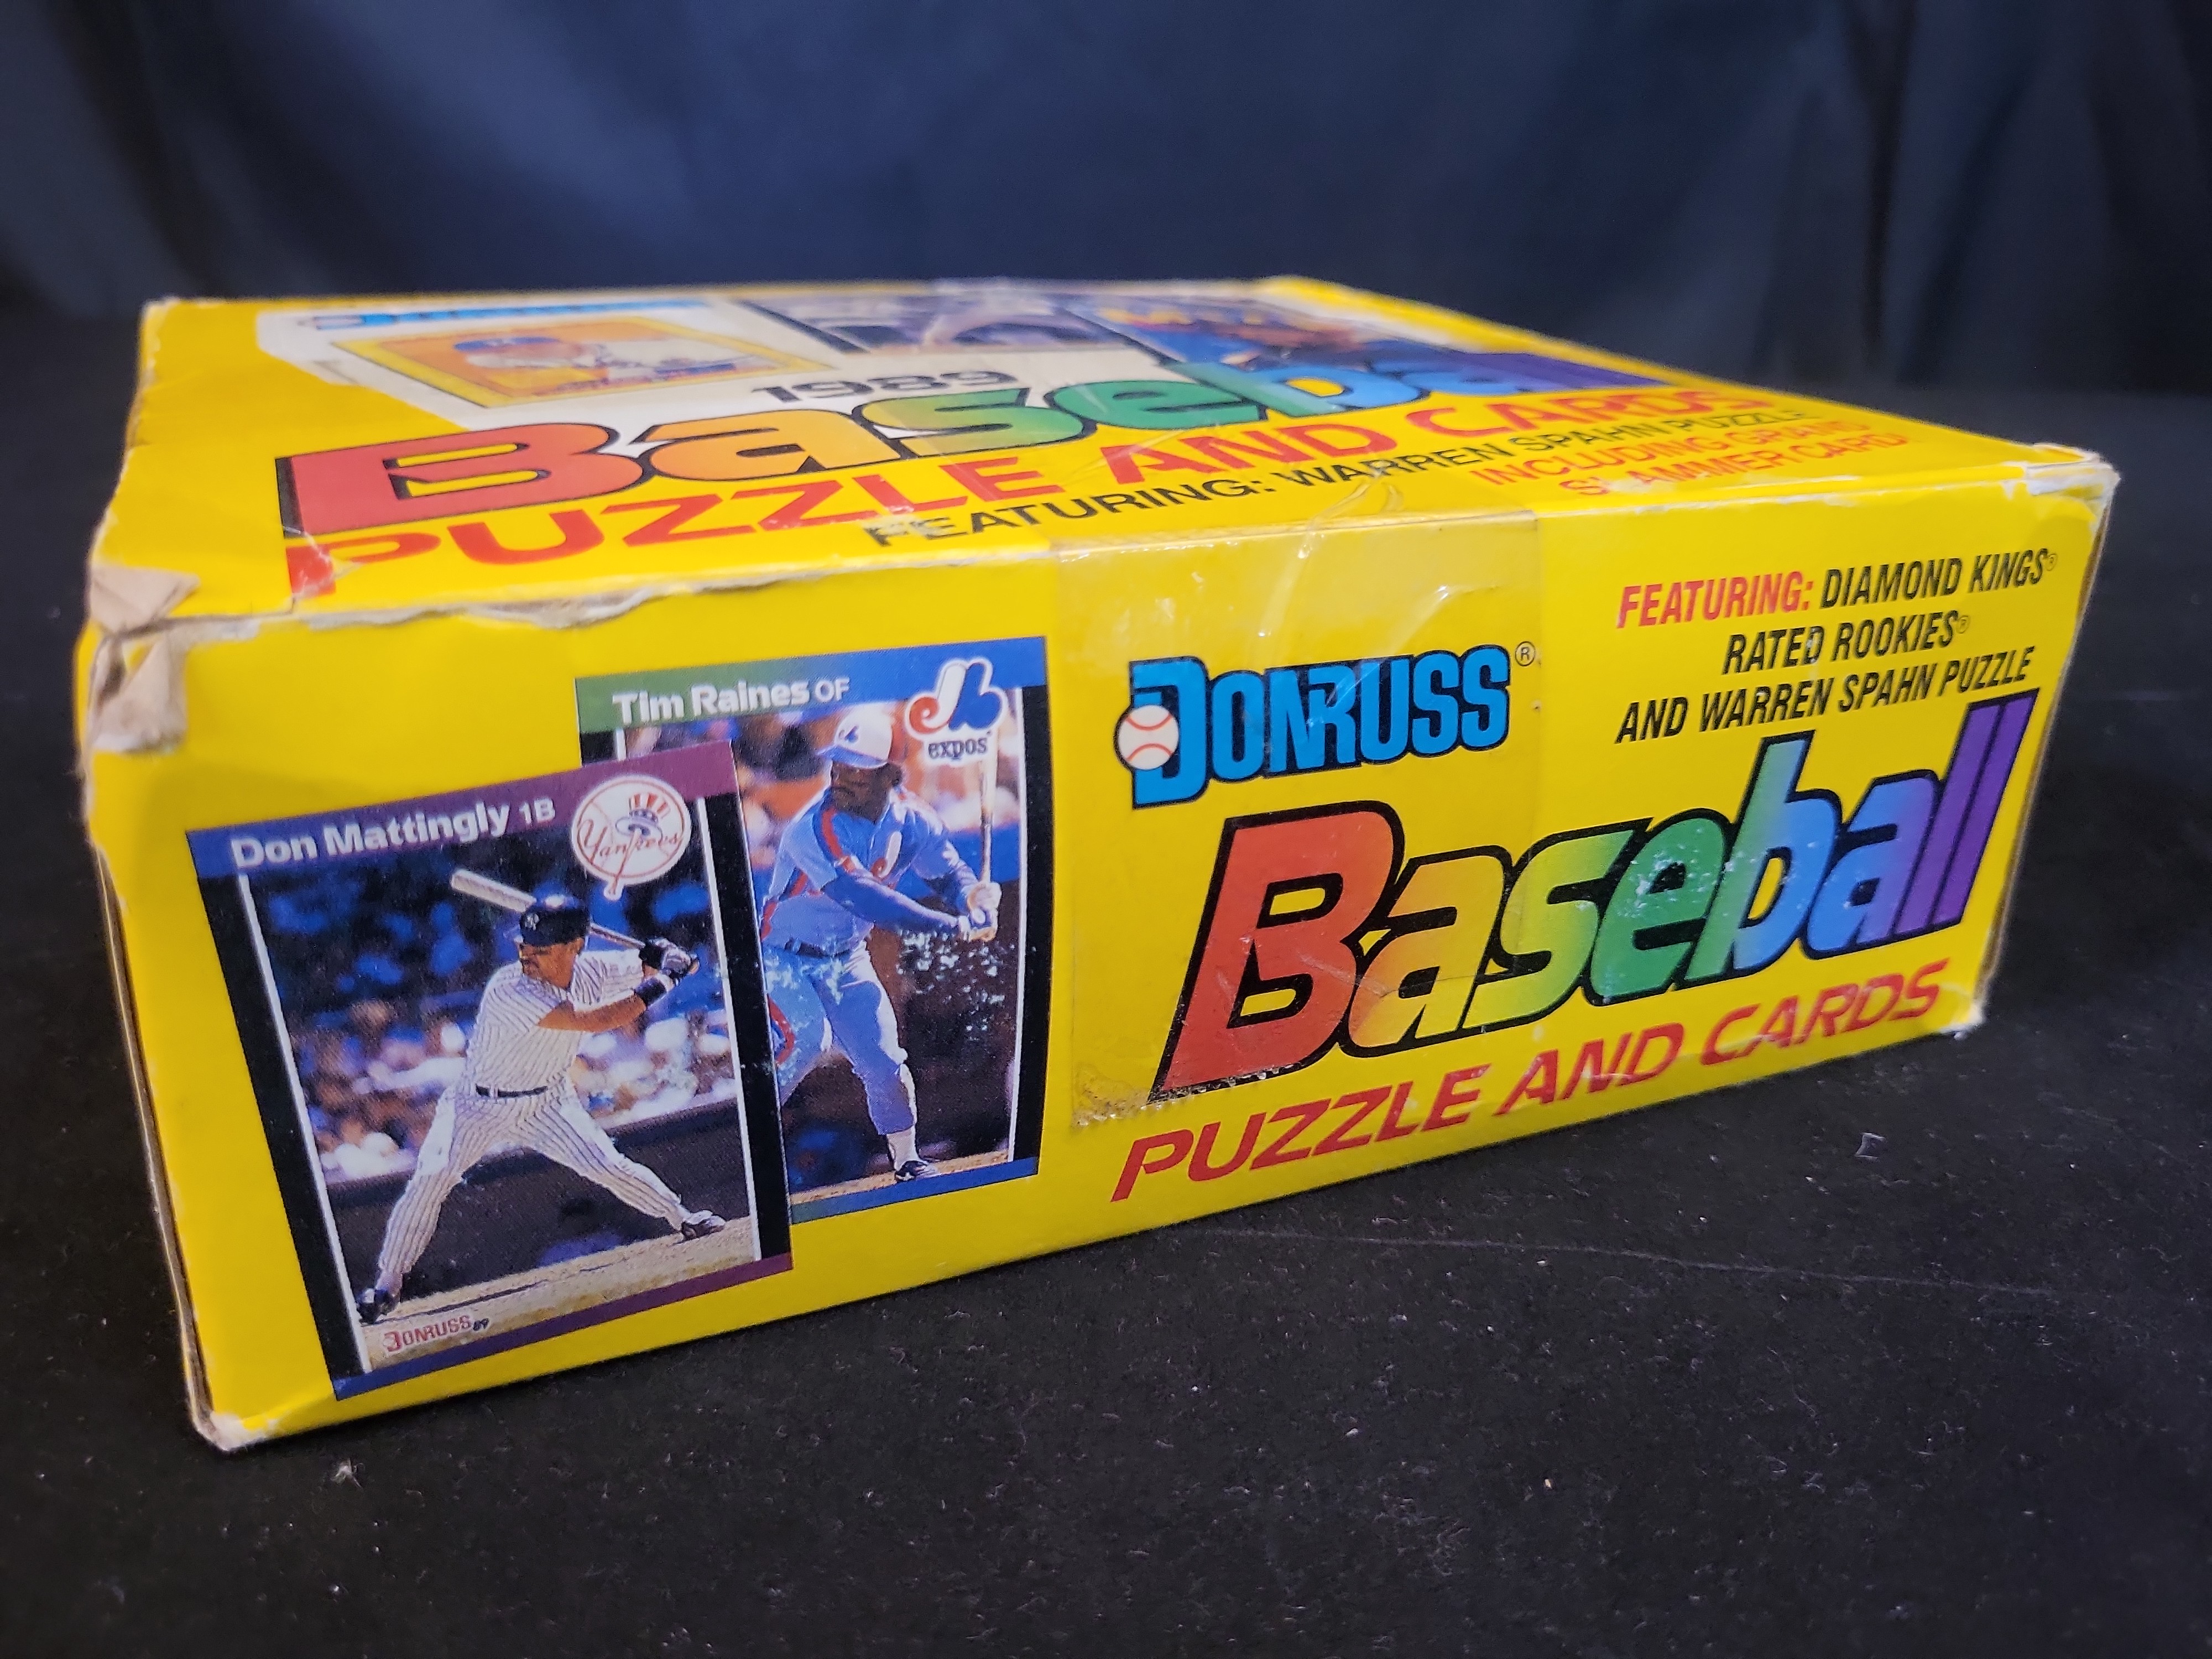 1989
Baseball
PUZZLE AND CARDS
FEATURING: WARREN SPAHN PUZZLE
INCLUDING GRAND
SLAMMER CARD!
Tim Raines OF
expos
Don Mattingly 1B
Yankees
DONRUSS 89
DONRUSS®
FEATURING: DIAMOND KINGS®
RATED ROOKIES®
AND WARREN SPAHN PUZZLE
Baseball
PUZZLE AND CARDS